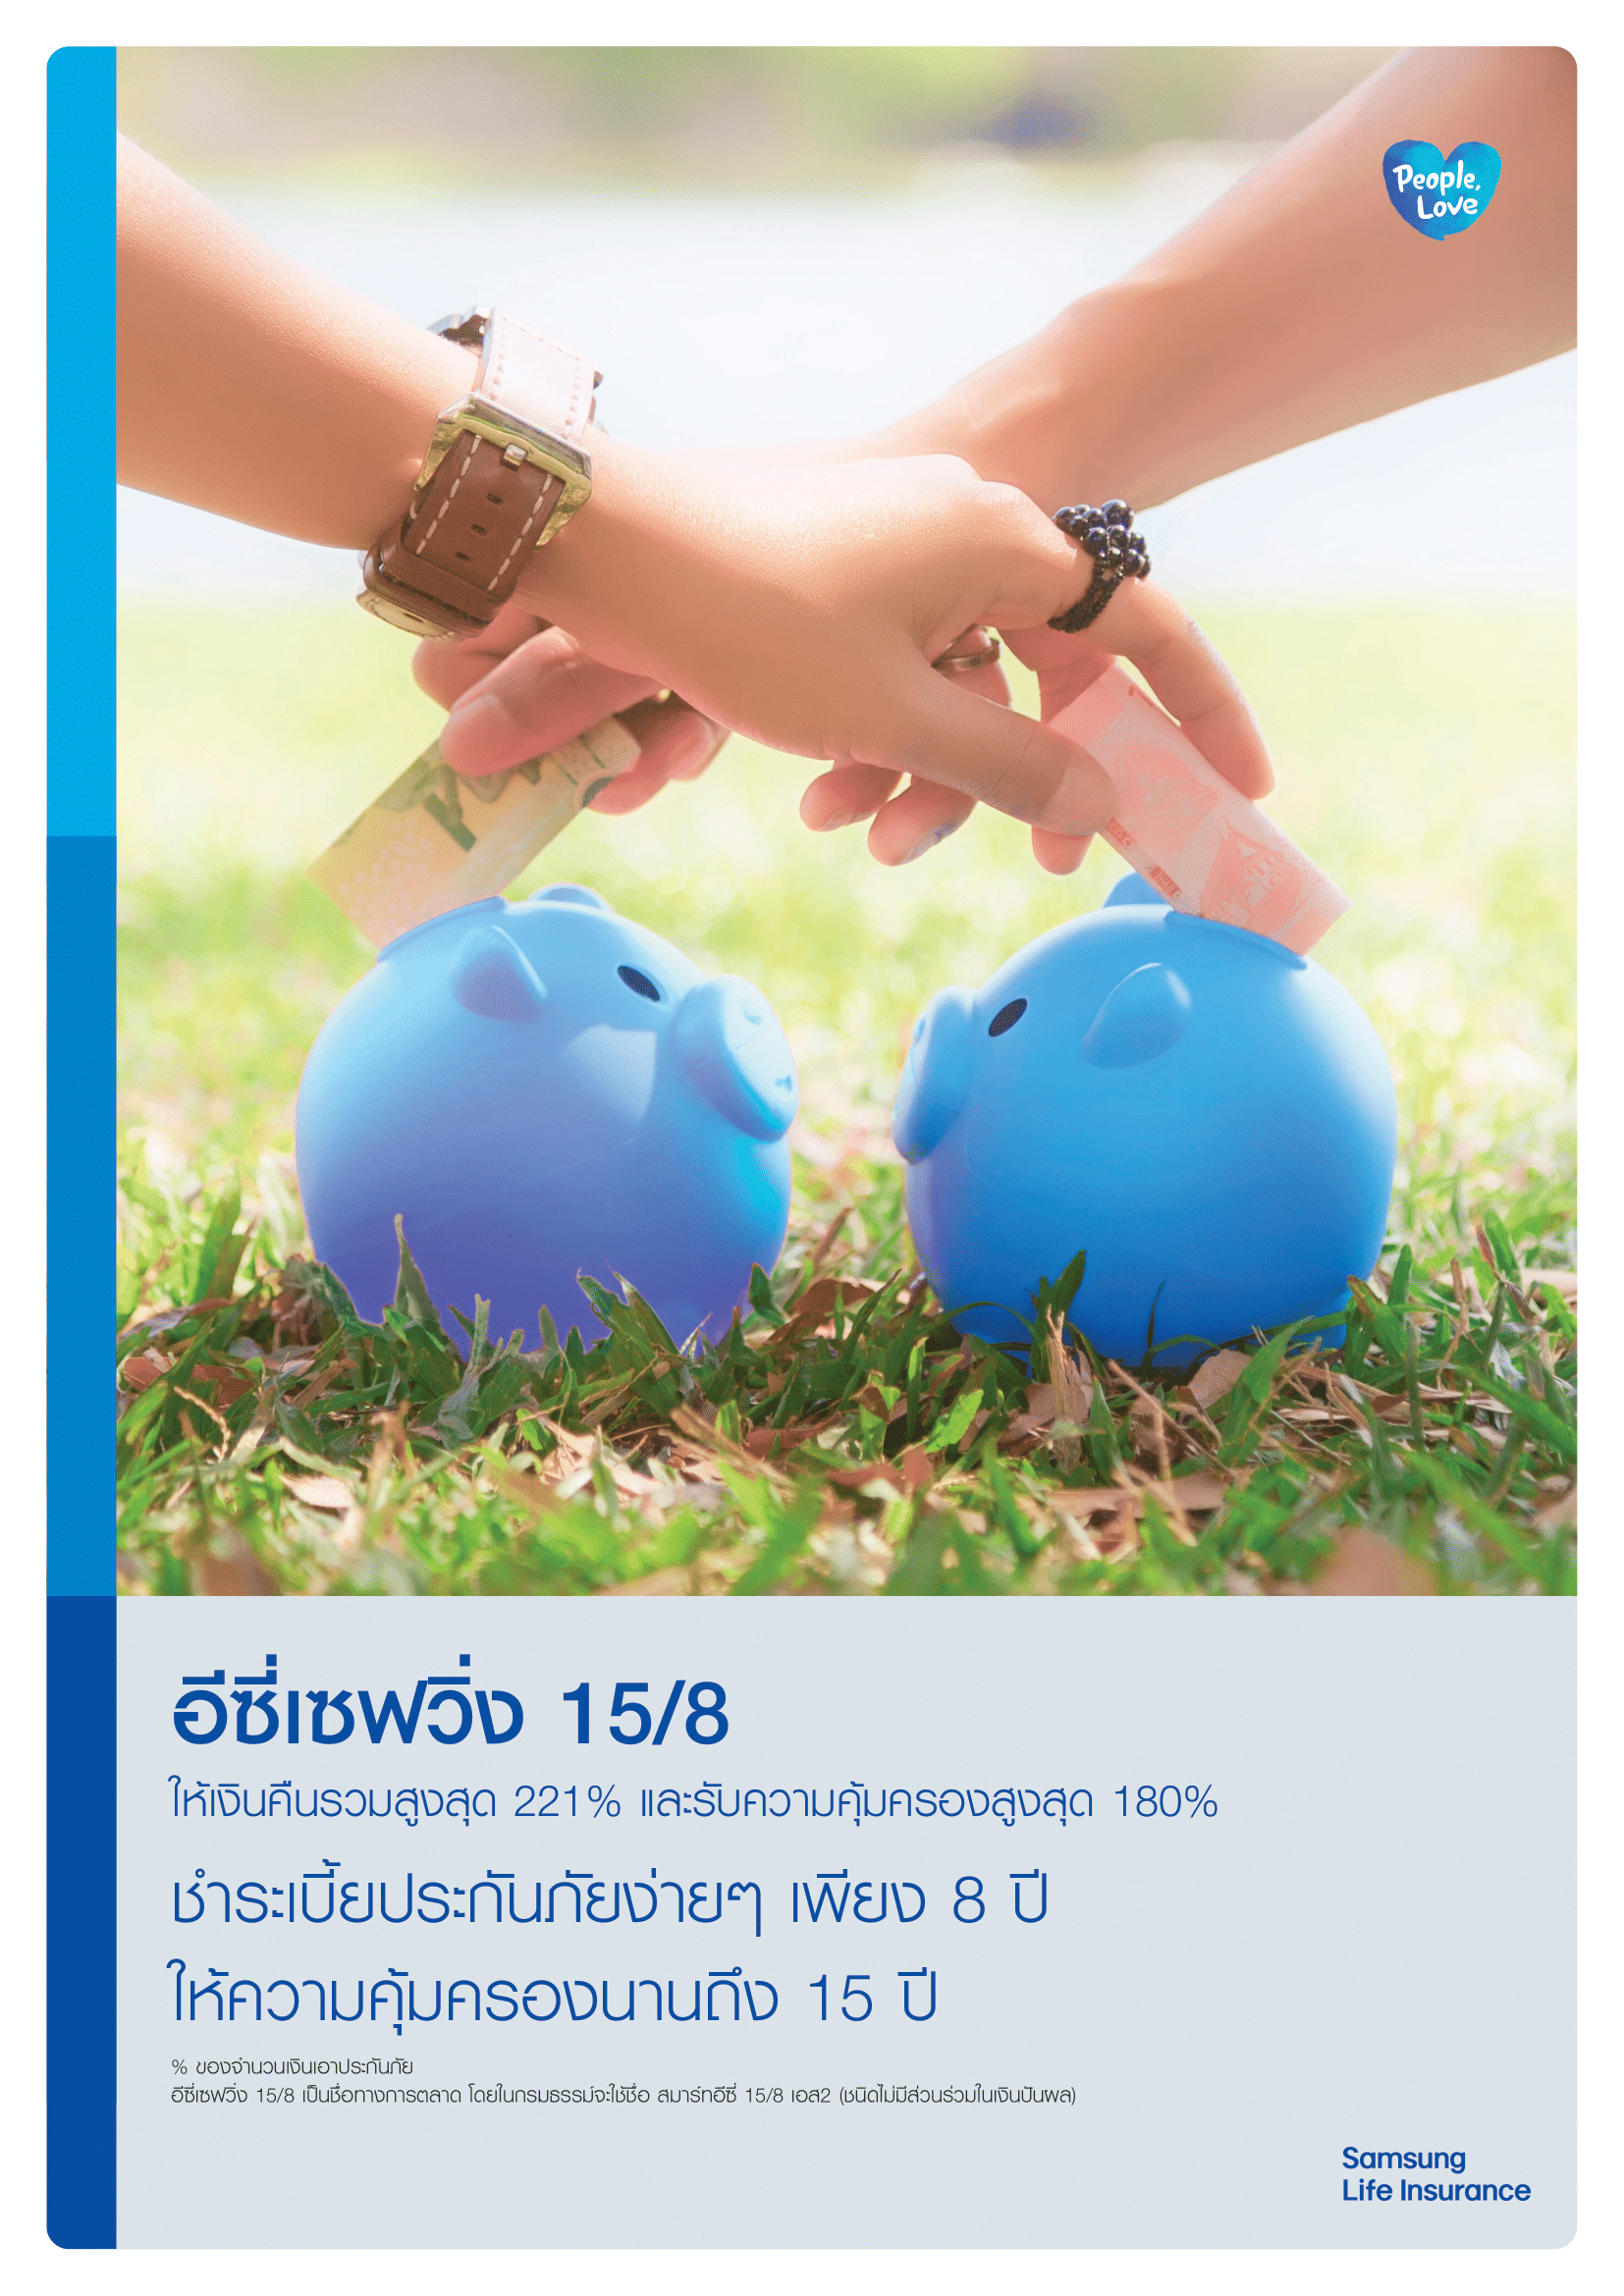 People,
Love
อีซี่เซฟวิ่ง 15/8
ให้เงินคืนรวมสูงสุด 221% และรับความคุ้มครองสูงสุด 180%
ชำระเบี้ยประกันภัยง่ายๆ เพียง 8 ปี
ให้ความคุ้มครองนานถึง 15 ปี
% ของจำนวนเงินเอาประกันภัย
อีซี่เซฟวิ่ง 15/8 เป็นชื่อทางการตลาด โดยในกรมธรรม์จะใช้ชื่อ สมาร์ทอีซี่ 15/8 เอส2 (ชนิดไม่มีส่วนร่วมในเงินปันผล)
Samsung
Life Insurance